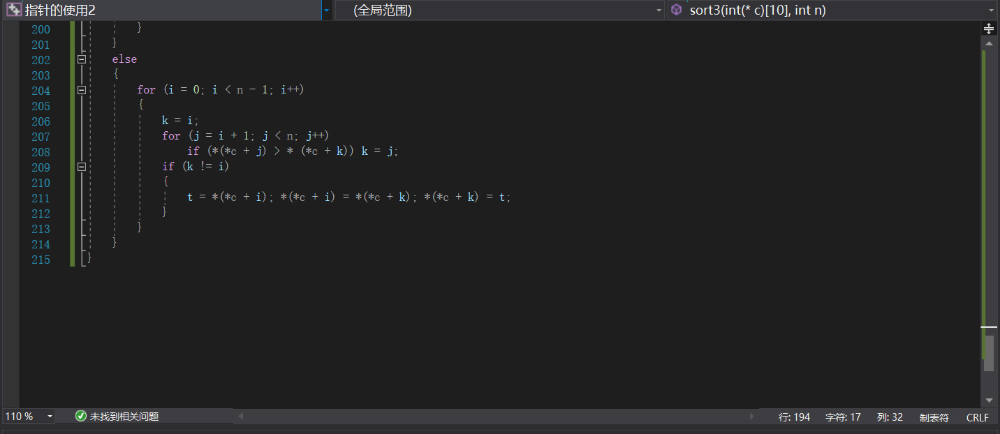 指针的使用2 (全局范围) sort3(int(* c)[10], int n)
200 }
201 }
202 else
203 {
204 for (i = 0; i < n - 1; i++)
205 {
206 k = i;
207 for (j = i + 1; j < n; j++)
208 if (*(*c + j) > * (*c + k)) k = j;
209 if (k != i)
210 {
211 t = *(*c + i); *(*c + i) = *(*c + k); *(*c + k) = t;
212 }
213 }
214 }
215 }
110 % 未找到相关问题 行: 194 字符: 17 列: 32 制表符 CRLF